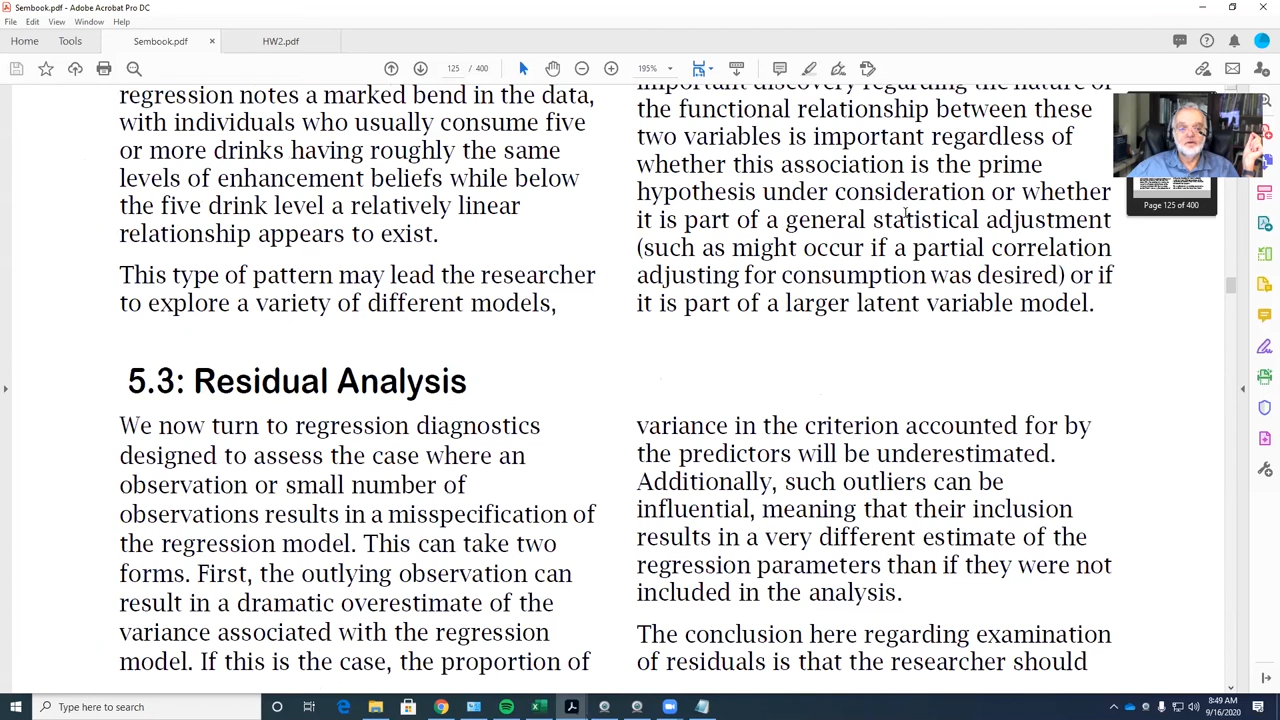 Sembook.pdf - Adobe Acrobat Pro DC
File Edit View Window Help
Home Tools Sembook.pdf × HW2.pdf
125 / 400 195%
regression notes a marked bend in the data,
with individuals who usually consume five
or more drinks having roughly the same
levels of enhancement beliefs while below
the five drink level a relatively linear
relationship appears to exist.
This type of pattern may lead the researcher
to explore a variety of different models,
important discovery regarding the nature of
the functional relationship between these
two variables is important regardless of
whether this association is the prime
hypothesis under consideration or whether
it is part of a general statistical adjustment
(such as might occur if a partial correlation
adjusting for consumption was desired) or if
it is part of a larger latent variable model.
Page 125 of 400
5.3: Residual Analysis
We now turn to regression diagnostics
designed to assess the case where an
observation or small number of
observations results in a misspecification of
the regression model. This can take two
forms. First, the outlying observation can
result in a dramatic overestimate of the
variance associated with the regression
model. If this is the case, the proportion of
variance in the criterion accounted for by
the predictors will be underestimated.
Additionally, such outliers can be
influential, meaning that their inclusion
results in a very different estimate of the
regression parameters than if they were not
included in the analysis.
The conclusion here regarding examination
of residuals is that the researcher should
Type here to search
8:49 AM
9/16/2020